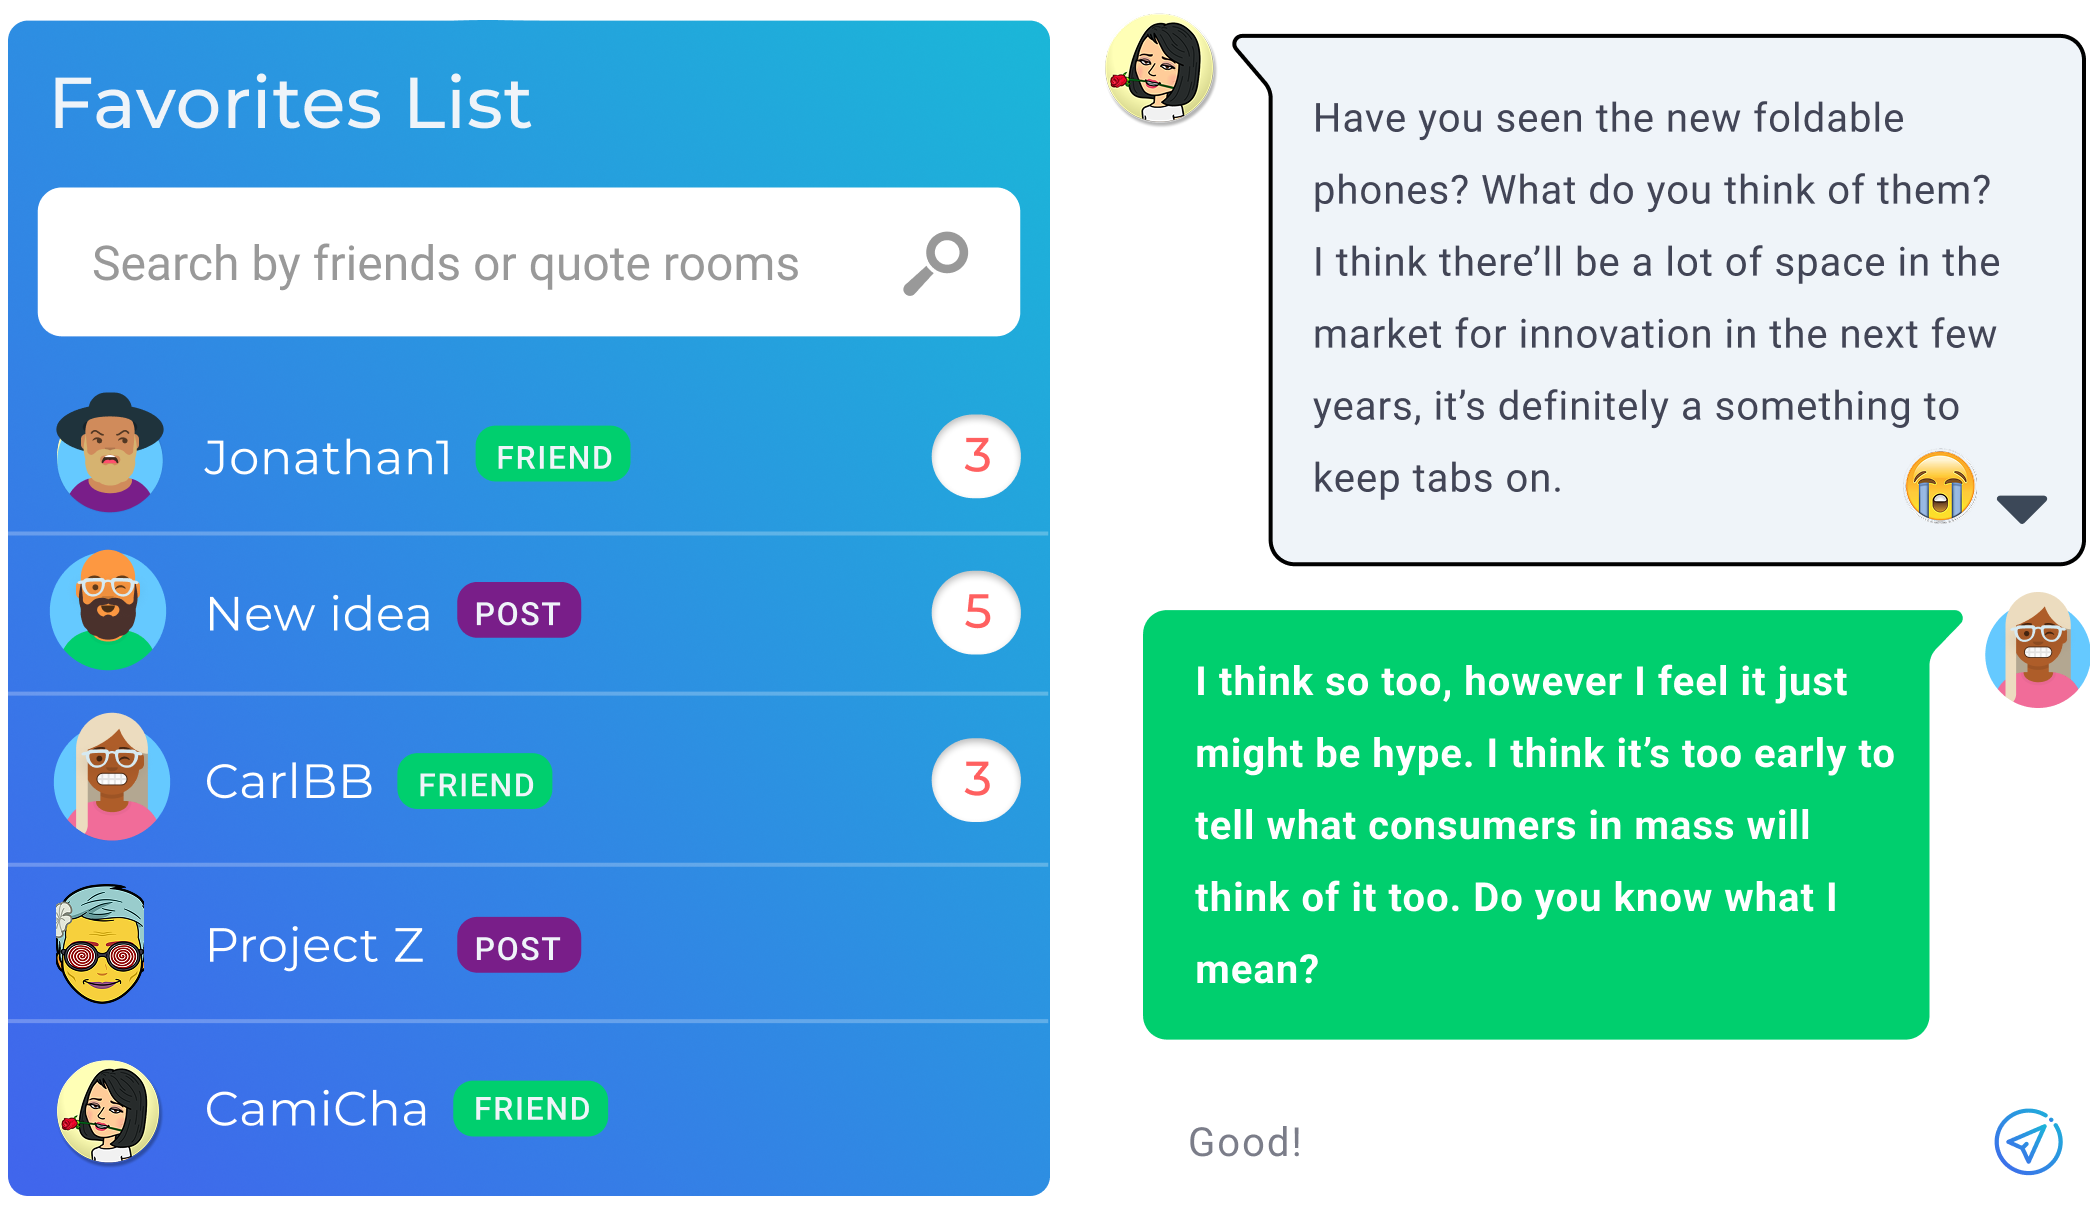 Favorites List
Search by friends or quote rooms
Jonathan1 FRIEND 3
New idea POST 5
CarlBB FRIEND 3
Project Z POST
CamiCha FRIEND
Have you seen the new foldable
phones? What do you think of them?
I think there’ll be a lot of space in the
market for innovation in the next few
years, it’s definitely a something to
keep tabs on.
I think so too, however I feel it just
might be hype. I think it’s too early to
tell what consumers in mass will
think of it too. Do you know what I
mean?
Good!